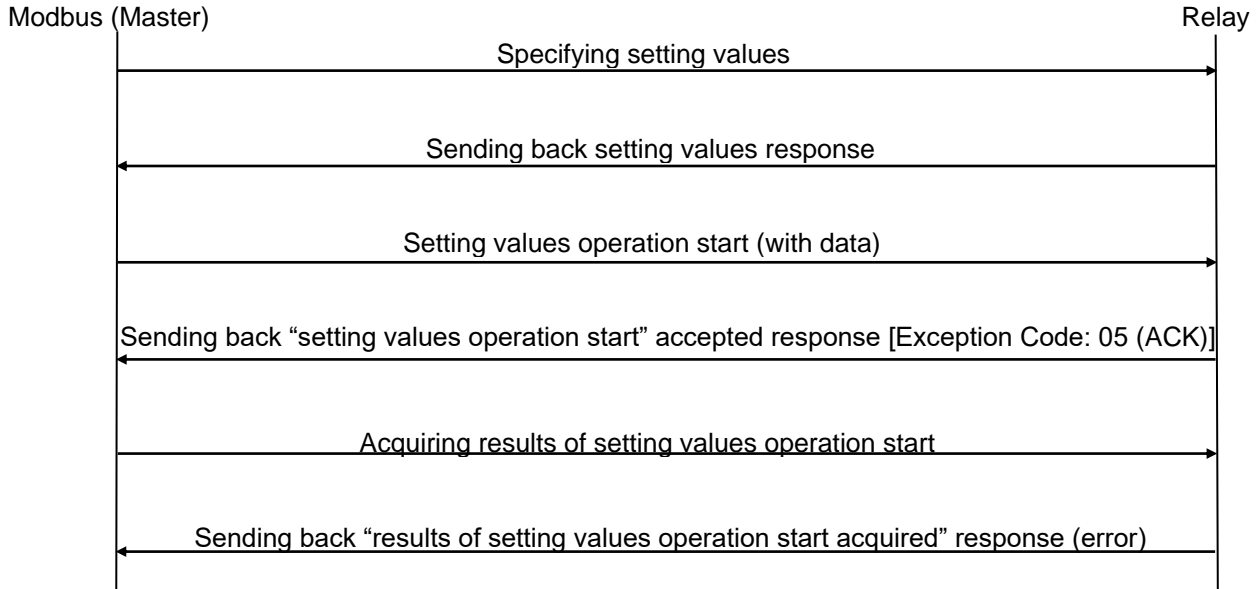 Modbus (Master)
Relay
Specifying setting values
Sending back setting values response
Setting values operation start (with data)
Sending back “setting values operation start” accepted response [Exception Code: 05 (ACK)]
Acquiring results of setting values operation start
Sending back “results of setting values operation start acquired” response (error)